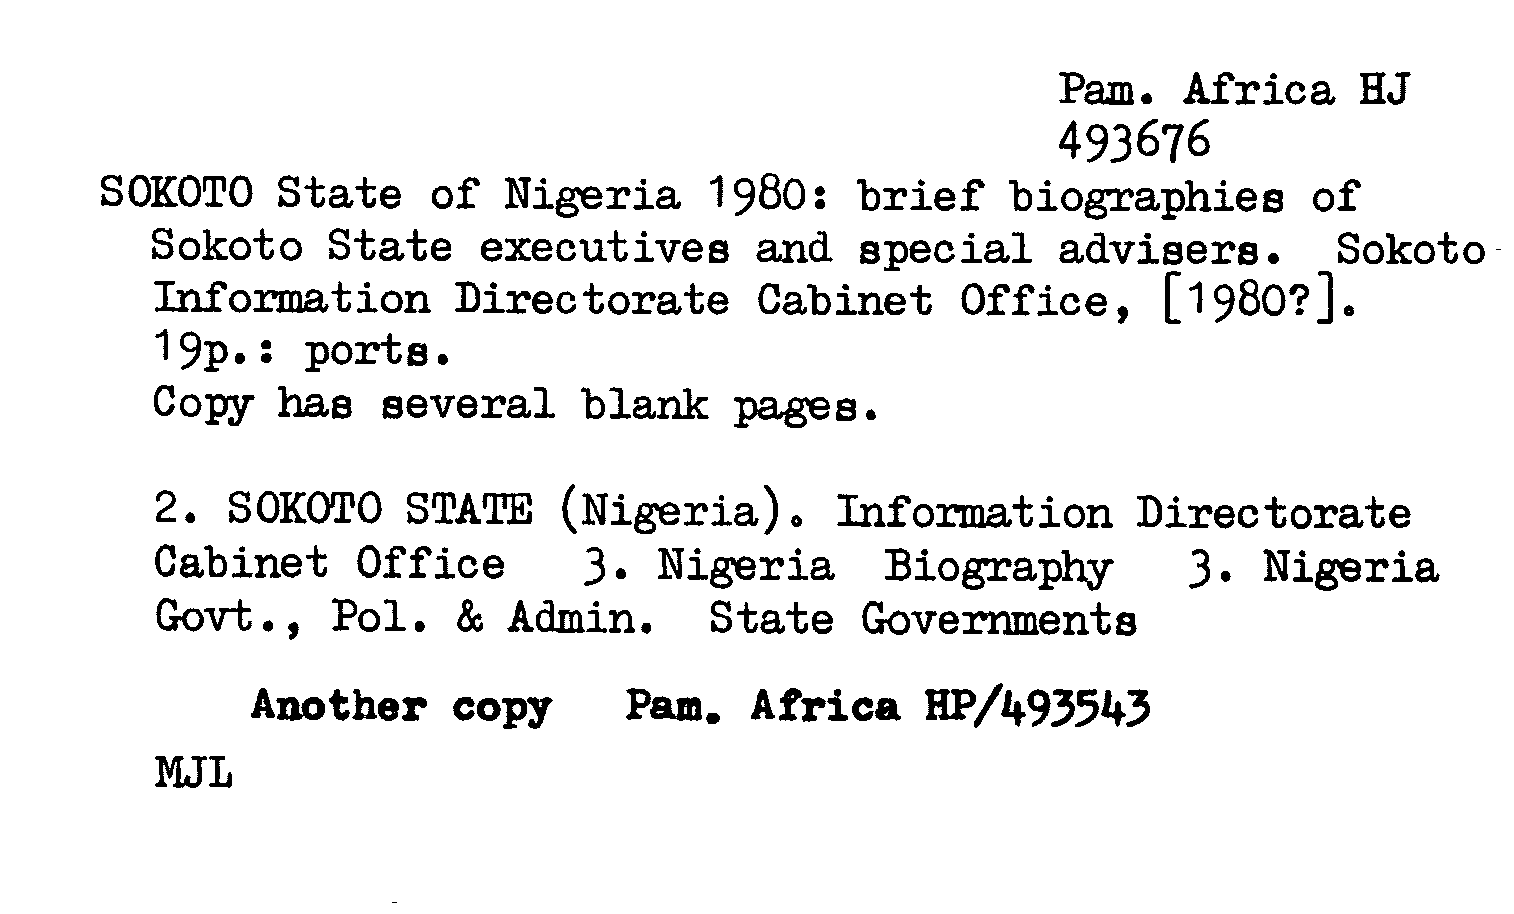 Pam. Africa HJ
493676
SOKOTO State of Nigeria 1980: brief biographies of
Sokoto State executives and special advisers.  Sokoto
Information Directorate Cabinet Office, [1980?].
19p.: ports.
Copy has several blank pages.
2. SOKOTO STATE (Nigeria). Information Directorate
Cabinet Office   3. Nigeria  Biography   3. Nigeria
Govt., Pol. & Admin.  State Governments
Another copy   Pam. Africa HP/493543
MJL